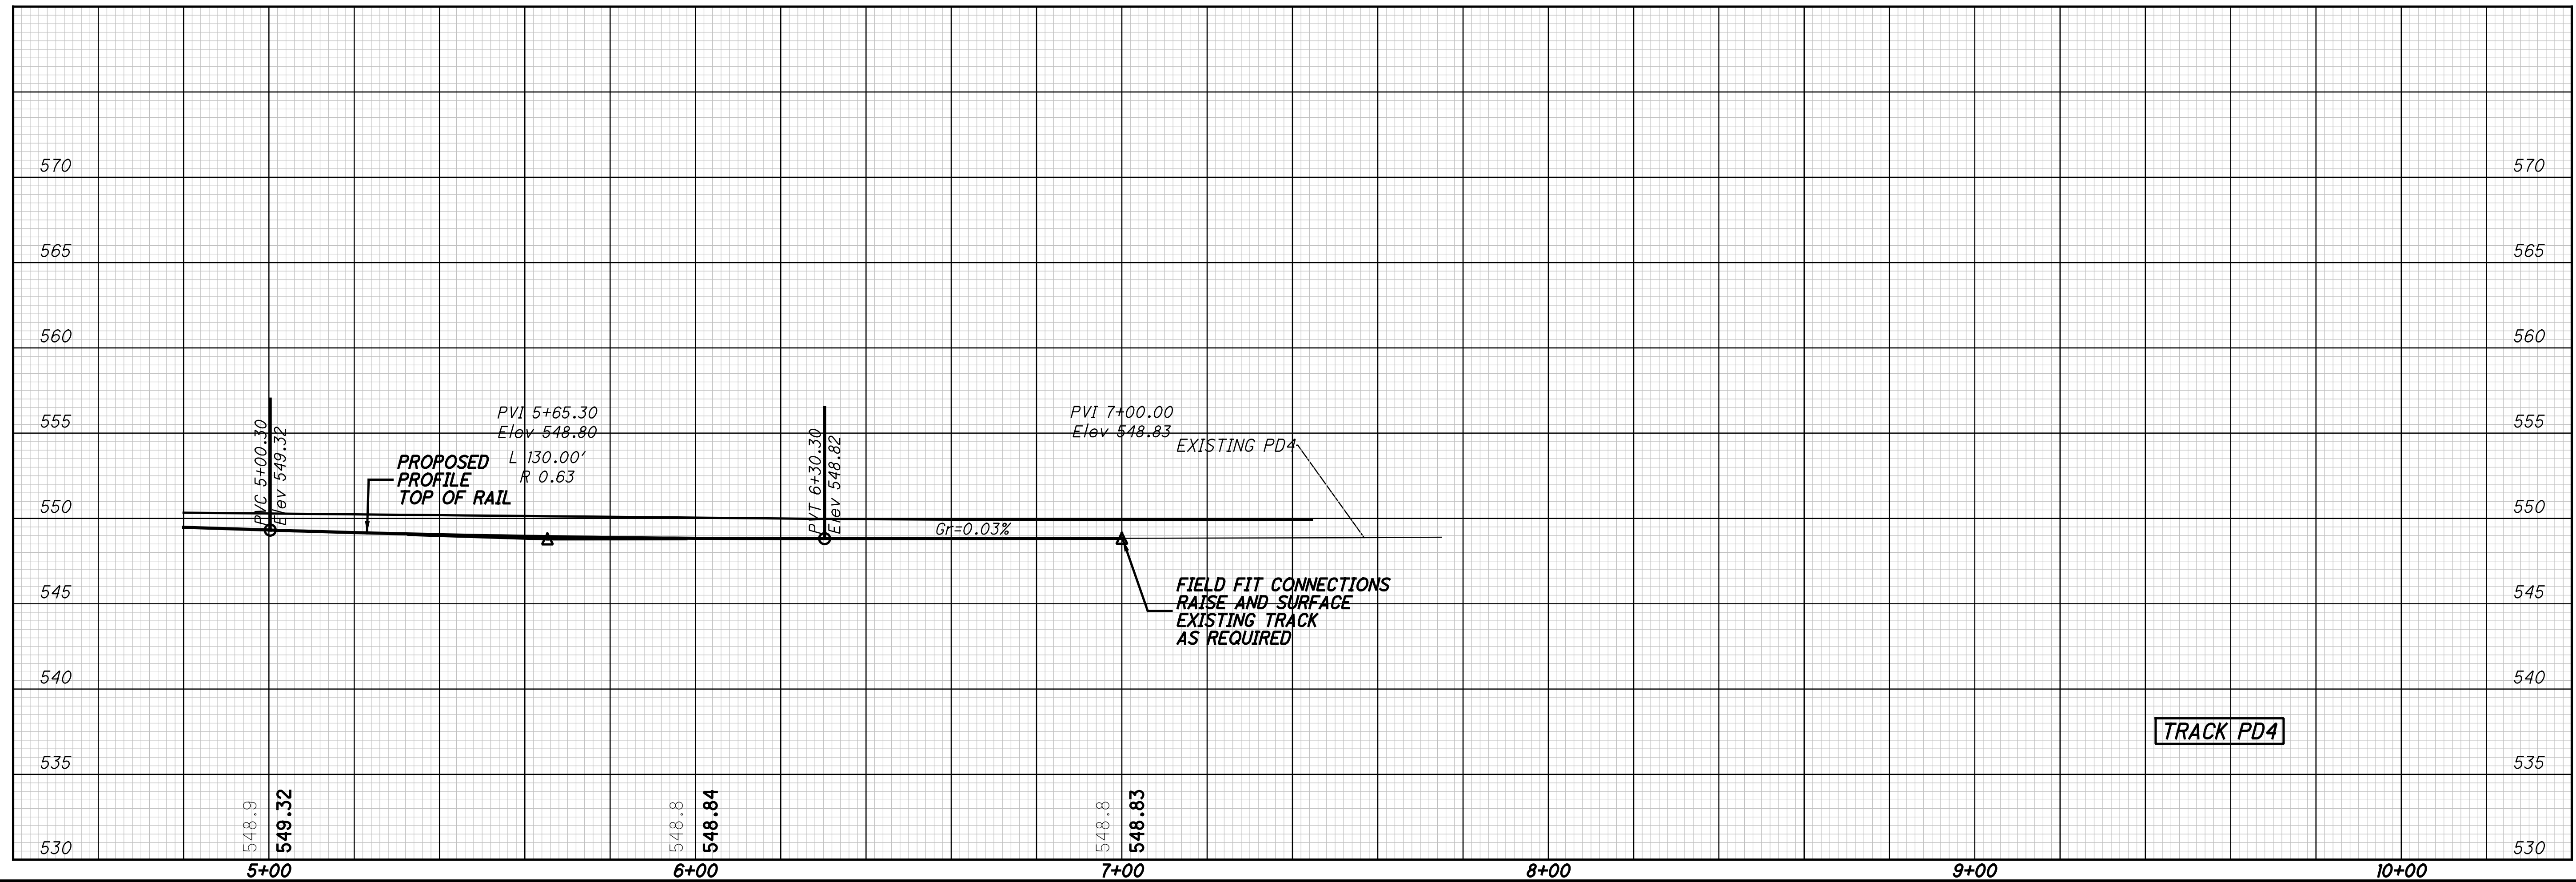 570
570
565
565
560
560
555
555
550
550
545
545
540
540
535
535
530
530
PVC 5+00.30
Elev 549.32
PROPOSED
PROFILE
TOP OF RAIL
PVI 5+65.30
Elev 548.80
L 130.00'
R 0.63
PVT 6+30.30
Elev 548.82
Gr=0.03%
PVI 7+00.00
Elev 548.83
EXISTING PD4
FIELD FIT CONNECTIONS
RAISE AND SURFACE
EXISTING TRACK
AS REQUIRED
TRACK PD4
548.9
549.32
548.8
548.84
548.8
548.83
5+00
6+00
7+00
8+00
9+00
10+00